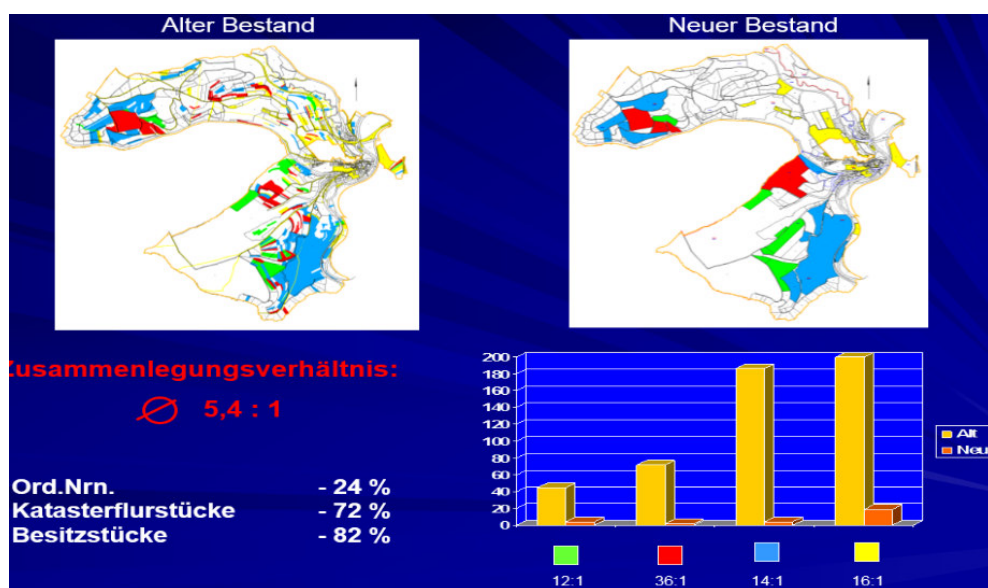 Alter Bestand
Neuer Bestand
Zusammenlegungsverhältnis:
Ø 5,4 : 1
Ord.Nrn. - 24 %
Katasterflurstücke - 72 %
Besitzstücke - 82 %
200
180
160
140
120
100
80
60
40
20
0
Alt
Neu
12:1
36:1
14:1
16:1